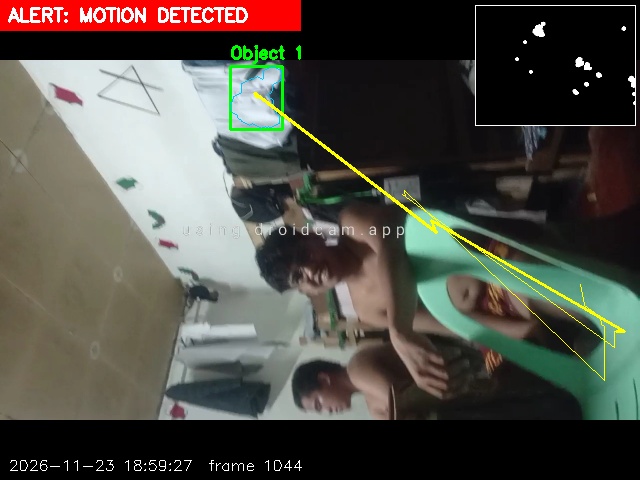 ALERT: MOTION DETECTED
Object 1
using droidcam.app
2026-11-23 18:59:27 frame 1044